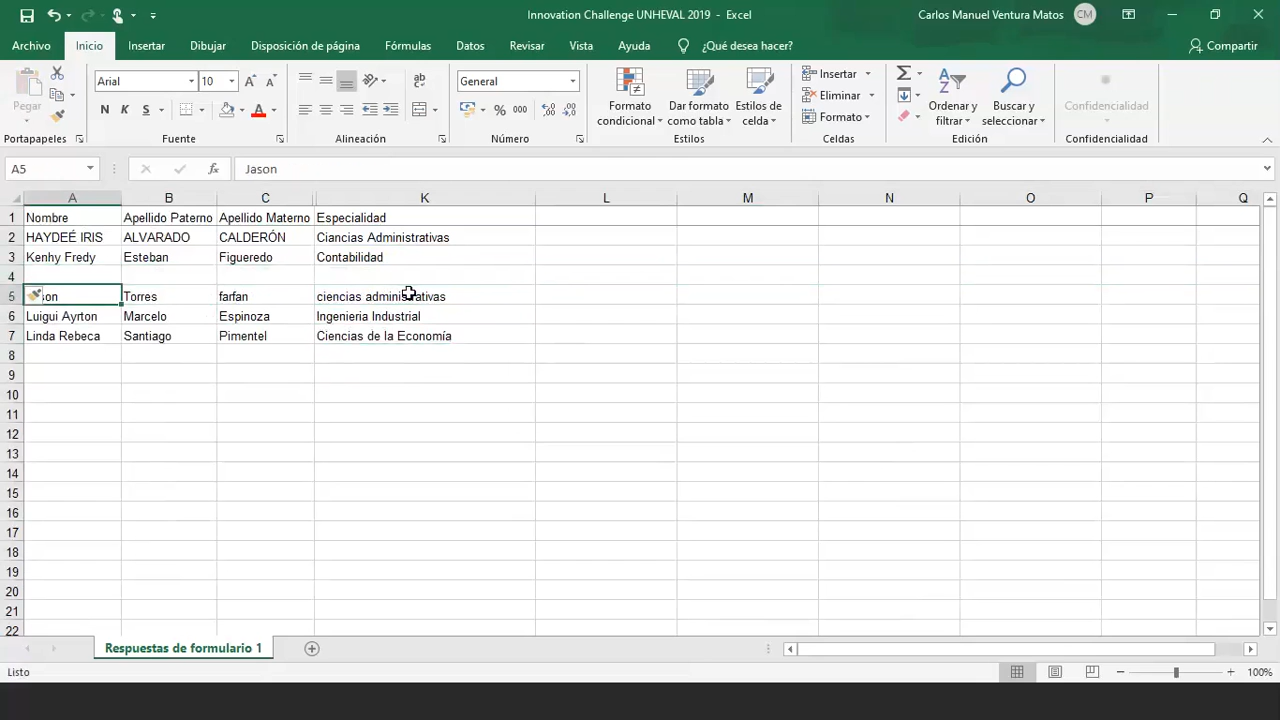 Innovation Challenge UNHEVAL 2019 - Excel
Carlos Manuel Ventura Matos CM
Archivo Inicio Insertar Dibujar Disposición de página Fórmulas Datos Revisar Vista Ayuda ¿Qué desea hacer? Compartir
Pegar
Portapapeles
Arial 10
N K S
Fuente
ab
Alineación
General
% 000
Número
Formato condicional
Dar formato como tabla
Estilos de celda
Estilos
Insertar
Eliminar
Formato
Celdas
Ordenar y filtrar
Buscar y seleccionar
Edición
Confidencialidad
Confidencialidad
A5 fx Jason
A B C K L M N O P Q
1 Nombre Apellido Paterno Apellido Materno Especialidad
2 HAYDEÉ IRIS ALVARADO CALDERÓN Ciancias Administrativas
3 Kenhy Fredy Esteban Figueredo Contabilidad
4
5 son Torres farfan ciencias administrativas
6 Luigui Ayrton Marcelo Espinoza Ingenieria Industrial
7 Linda Rebeca Santiago Pimentel Ciencias de la Economía
8
9
10
11
12
13
14
15
16
17
18
19
20
21
22
Respuestas de formulario 1
Listo
100%